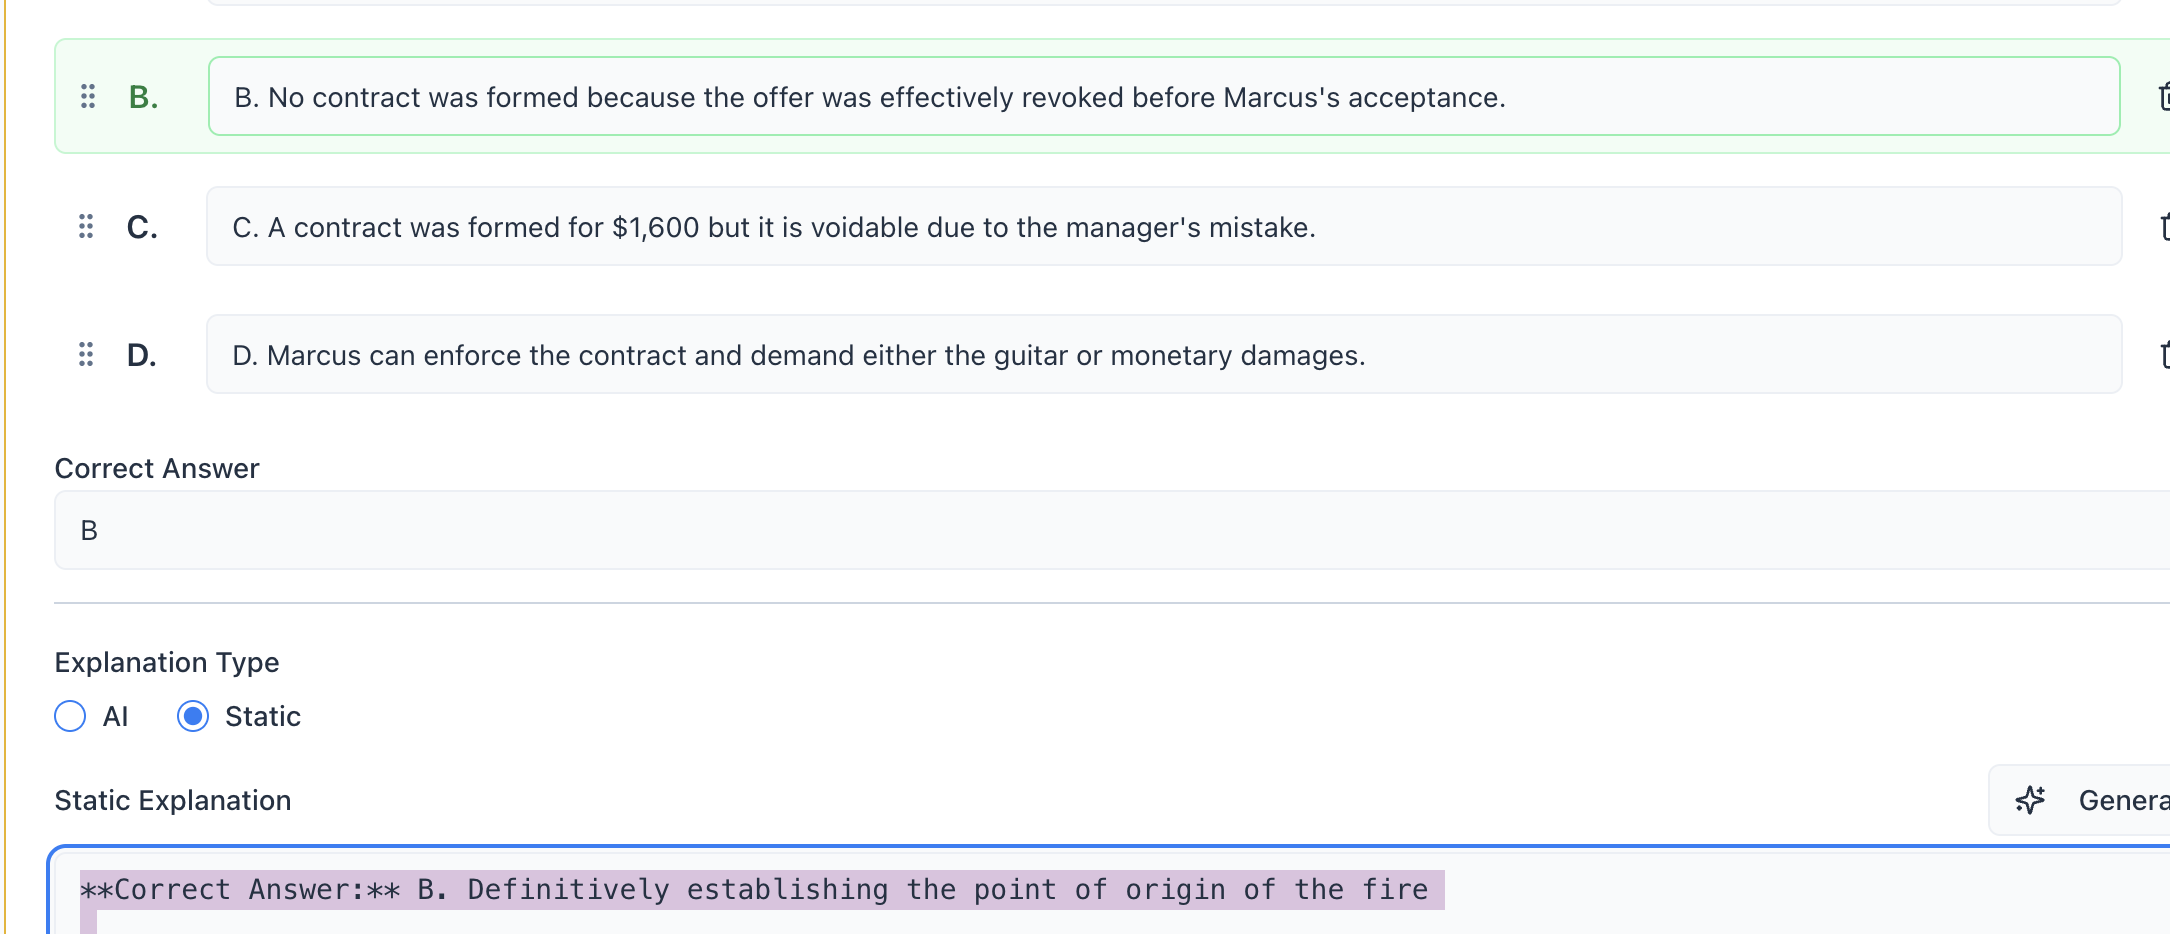 B.
B. No contract was formed because the offer was effectively revoked before Marcus's acceptance.
C.
C. A contract was formed for $1,600 but it is voidable due to the manager's mistake.
D.
D. Marcus can enforce the contract and demand either the guitar or monetary damages.
Correct Answer
B
Explanation Type
AI
Static
Static Explanation
Genera
**Correct Answer:** B. Definitively establishing the point of origin of the fire